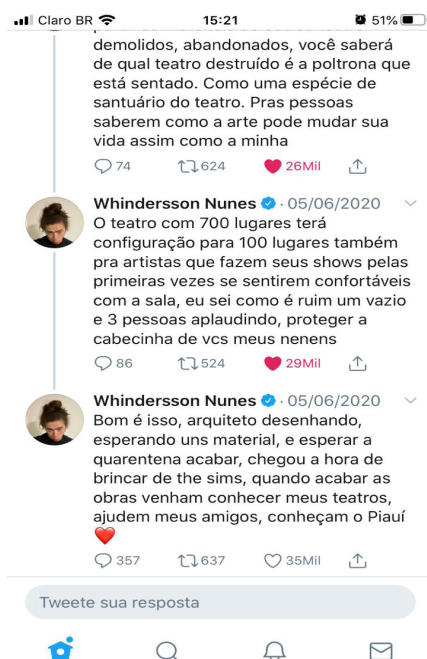 Claro BR 15:21 51%
demolidos, abandonados, você saberá
de qual teatro destruído é a poltrona que
está sentado. Como uma espécie de
santuário do teatro. Pras pessoas
saberem como a arte pode mudar sua
vida assim como a minha
74 624 26Mil
Whindersson Nunes · 05/06/2020
O teatro com 700 lugares terá
configuração para 100 lugares também
pra artistas que fazem seus shows pelas
primeiras vezes se sentirem confortáveis
com a sala, eu sei como é ruim um vazio
e 3 pessoas aplaudindo, proteger a
cabecinha de vcs meus nenens
86 524 29Mil
Whindersson Nunes · 05/06/2020
Bom é isso, arquiteto desenhando,
esperando uns material, e esperar a
quarentena acabar, chegou a hora de
brincar de the sims, quando acabar as
obras venham conhecer meus teatros,
ajudem meus amigos, conheçam o Piauí
❤️
357 637 35Mil
Tweete sua resposta